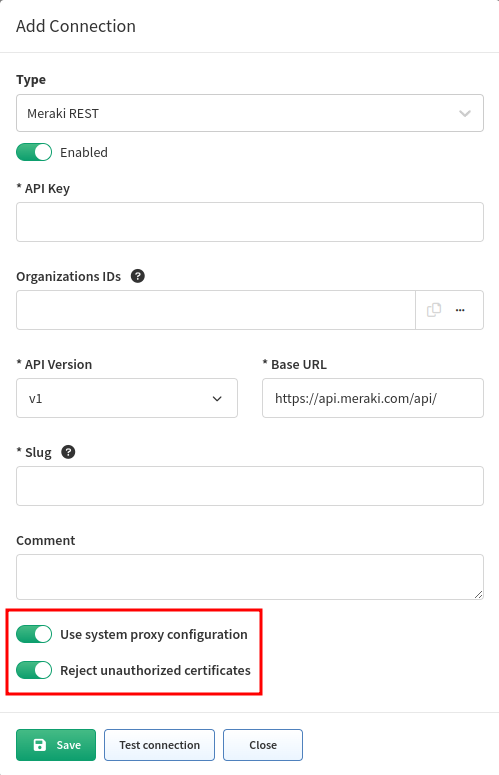 Add Connection
Type
Meraki REST
Enabled
* API Key
Organizations IDs ?
...
* API Version
* Base URL
v1
https://api.meraki.com/api/
* Slug ?
Comment
Use system proxy configuration
Reject unauthorized certificates
Save
Test connection
Close